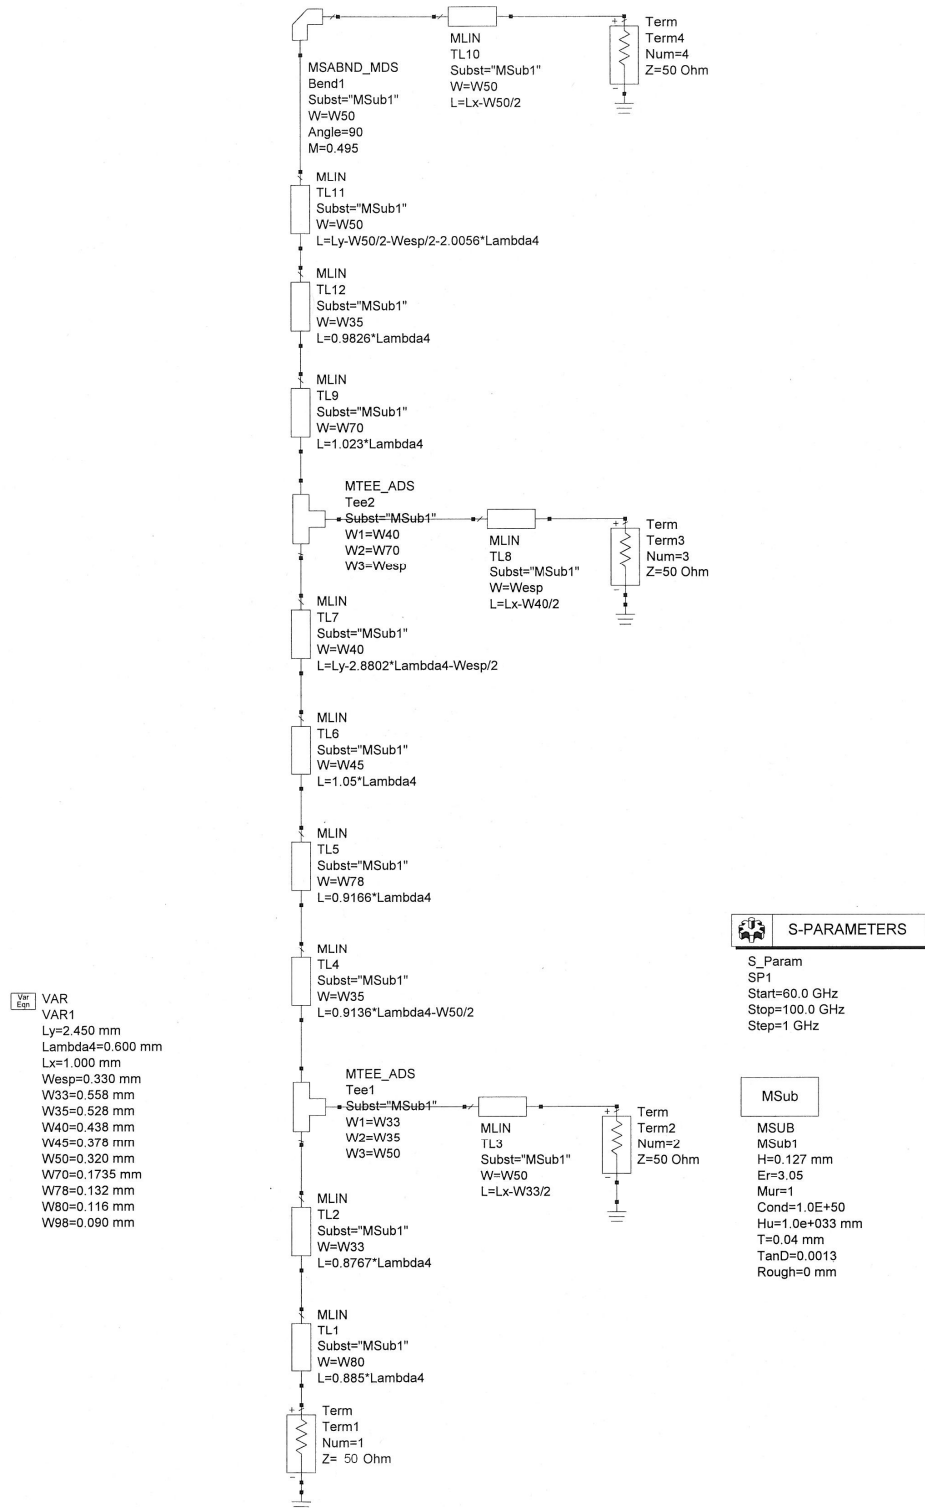 MLIN
TL10
Subst="MSub1"
W=W50
L=Lx-W50/2
+
Term
Term4
Num=4
Z=50 Ohm
-
MSABND_MDS
Bend1
Subst="MSub1"
W=W50
Angle=90
M=0.495
MLIN
TL11
Subst="MSub1"
W=W50
L=Ly-W50/2-Wesp/2-2.0056*Lambda4
MLIN
TL12
Subst="MSub1"
W=W35
L=0.9826*Lambda4
MLIN
TL9
Subst="MSub1"
W=W70
L=1.023*Lambda4
MTEE_ADS
Tee2
Subst="MSub1"
W1=W40
W2=W70
W3=Wesp
MLIN
TL8
Subst="MSub1"
W=Wesp
L=Lx-W40/2
+
Term
Term3
Num=3
Z=50 Ohm
-
MLIN
TL7
Subst="MSub1"
W=W40
L=Ly-2.8802*Lambda4-Wesp/2
MLIN
TL6
Subst="MSub1"
W=W45
L=1.05*Lambda4
MLIN
TL5
Subst="MSub1"
W=W78
L=0.9166*Lambda4
MLIN
TL4
Subst="MSub1"
W=W35
L=0.9136*Lambda4-W50/2
S-PARAMETERS
S_Param
SP1
Start=60.0 GHz
Stop=100.0 GHz
Step=1 GHz
Var
Eqn
VAR
VAR1
Ly=2.450 mm
Lambda4=0.600 mm
Lx=1.000 mm
Wesp=0.330 mm
W33=0.558 mm
W35=0.528 mm
W40=0.438 mm
W45=0.378 mm
W50=0.320 mm
W70=0.1735 mm
W78=0.132 mm
W80=0.116 mm
W98=0.090 mm
MTEE_ADS
Tee1
Subst="MSub1"
W1=W33
W2=W35
W3=W50
MLIN
TL3
Subst="MSub1"
W=W50
L=Lx-W33/2
+
Term
Term2
Num=2
Z=50 Ohm
-
MSub
MSUB
MSub1
H=0.127 mm
Er=3.05
Mur=1
Cond=1.0E+50
Hu=1.0e+033 mm
T=0.04 mm
TanD=0.0013
Rough=0 mm
MLIN
TL2
Subst="MSub1"
W=W33
L=0.8767*Lambda4
MLIN
TL1
Subst="MSub1"
W=W80
L=0.885*Lambda4
+
Term
Term1
Num=1
Z= 50 Ohm
-